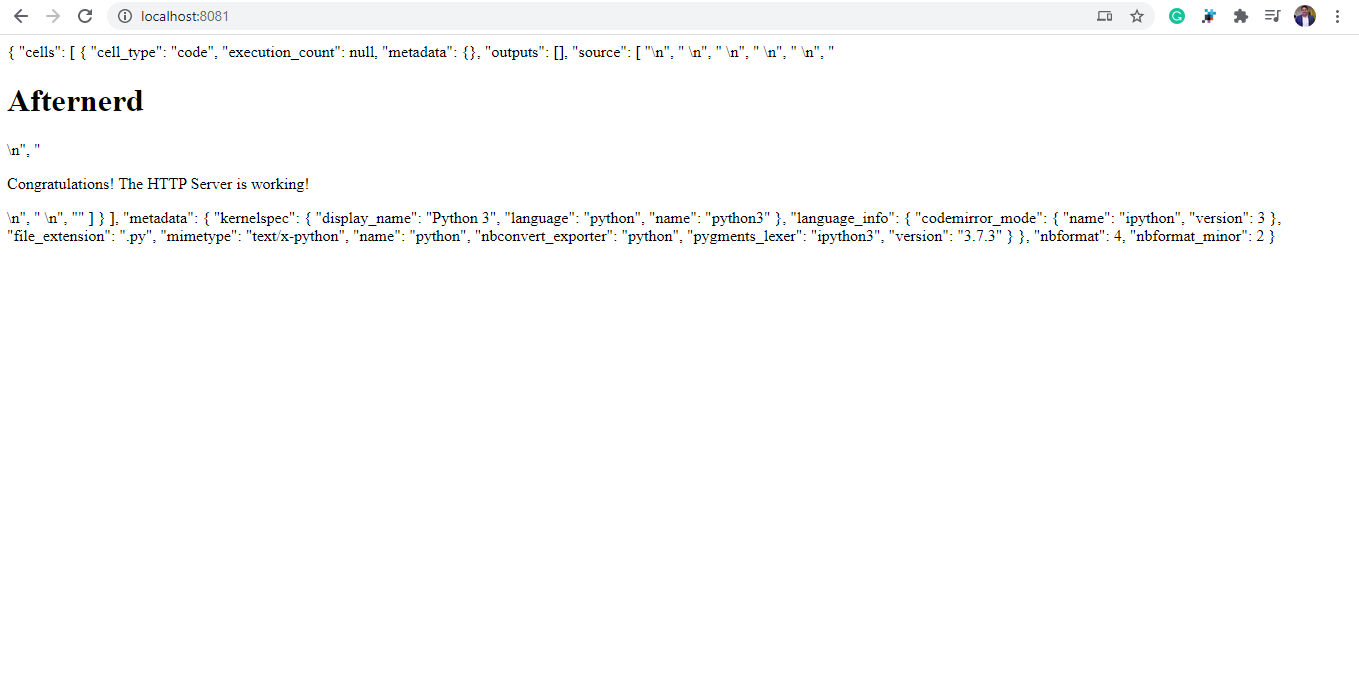 localhost:8081
{ "cells": [ { "cell_type": "code", "execution_count": null, "metadata": {}, "outputs": [], "source": [ "\n", " \n", " \n", " \n", " \n", "
Afternerd
\n", "
Congratulations! The HTTP Server is working!
\n", " \n", "" ] } ], "metadata": { "kernelspec": { "display_name": "Python 3", "language": "python", "name": "python3" }, "language_info": { "codemirror_mode": { "name": "ipython", "version": 3 },
"file_extension": ".py", "mimetype": "text/x-python", "name": "python", "nbconvert_exporter": "python", "pygments_lexer": "ipython3", "version": "3.7.3" } }, "nbformat": 4, "nbformat_minor": 2 }